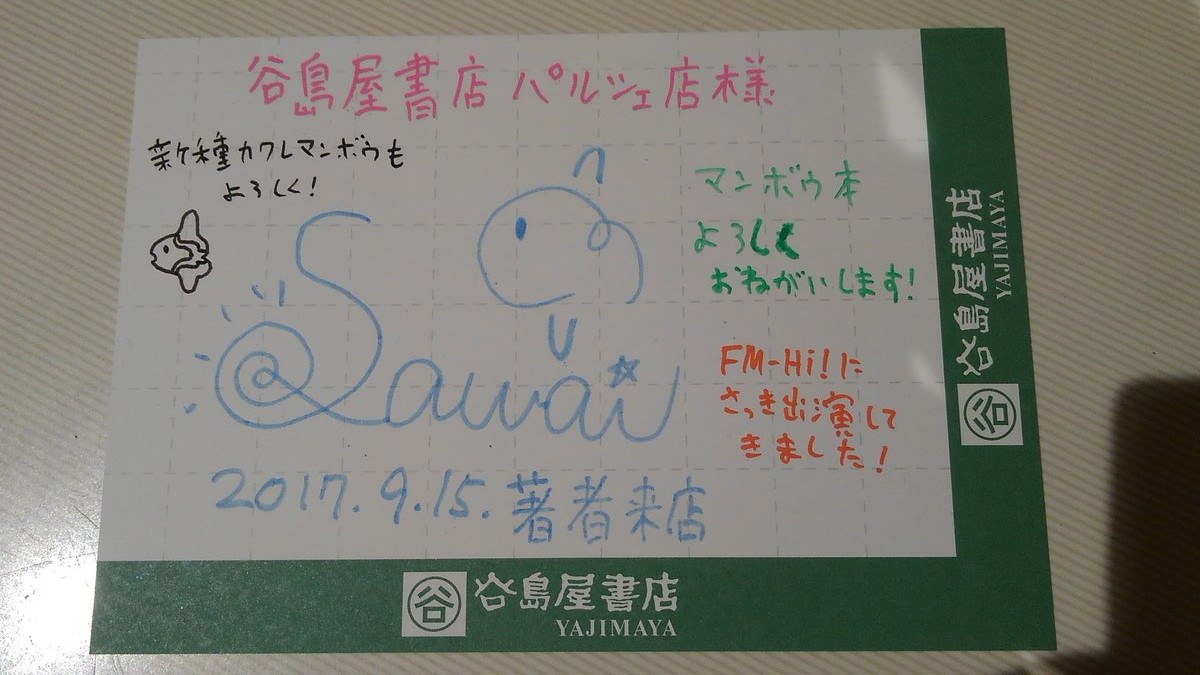 谷島屋書店パルシェ店様
新種カクレマンボウも
よろしく!
マンボウ本
よろしく
おねがいします!
Sawai
FM-Hi!に
さっき出演して
きました!
2017.9.15.著者来店
谷島屋書店
YAJIMAYA
谷島屋書店
YAJIMAYA